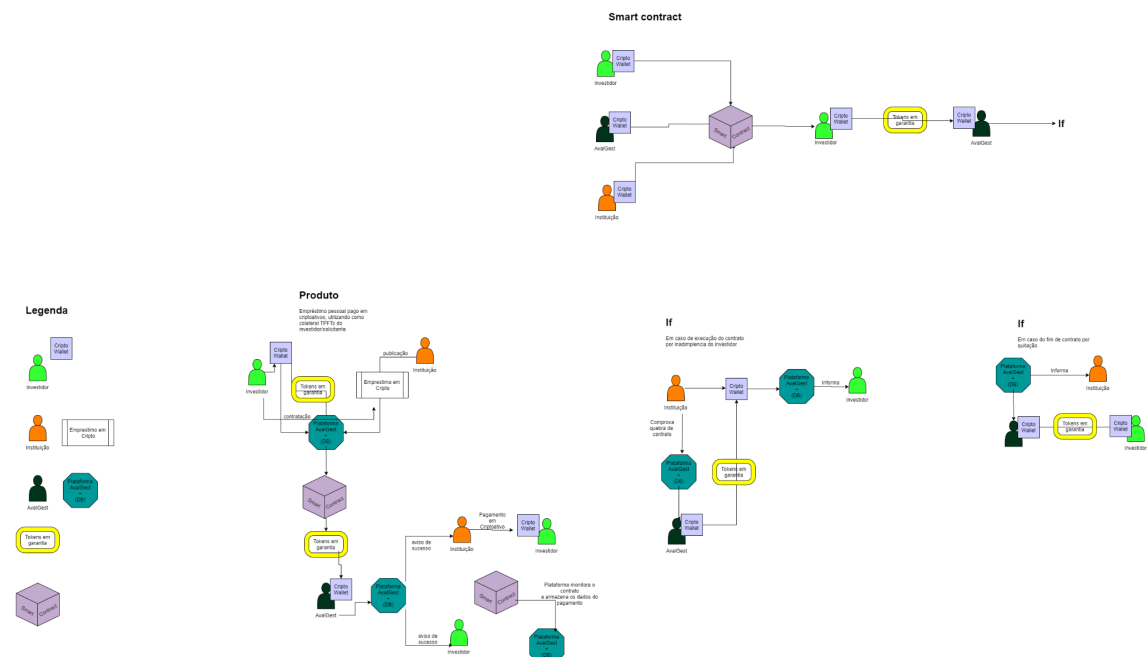 Smart contract
Cripto
Wallet
Investidor
Cripto
Wallet
AvalGest
Cripto
Wallet
Instituição
Smart
Contract
Cripto
Wallet
Investidor
Tokens em
garantia
Cripto
Wallet
AvalGest
If
Legenda
Cripto
Wallet
Investidor
Instituição
Emprestimo em
Cripto
AvalGest
Plataforma
AvalGest
+
(DB)
Tokens em
garantia
Smart
Contract
Produto
Empréstimo pessoal pago em
criptoativos, utilizando como
colateral TPFTs do
investidor/solicitante
Cripto
Wallet
Investidor
Tokens em
garantia
publicação
Instituição
Emprestimo em
Cripto
contratação
Plataforma
AvalGest
+
(DB)
Smart
Contract
Tokens em
garantia
Cripto
Wallet
AvalGest
Plataforma
AvalGest
+
(DB)
aviso de
sucesso
Instituição
Pagamento
em
Criptoativo
Cripto
Wallet
Investidor
aviso de
sucesso
Investidor
Smart
Contract
Plataforma monitora o
contrato
e armazena os dados do
pagamento
Plataforma
AvalGest
+
(DB)
If
Em caso de execução do contrato
por inadimplencia do investidor
Instituição
Cripto
Wallet
Plataforma
AvalGest
+
(DB)
Informa
Investidor
Comprova
quebra de
contrato
Plataforma
AvalGest
+
(DB)
Tokens em
garantia
Cripto
Wallet
AvalGest
If
Em caso do fim de contrato por
quitação
Plataforma
AvalGest
+
(DB)
Informa
Instituição
Cripto
Wallet
AvalGest
Tokens em
garantia
Cripto
Wallet
Investidor